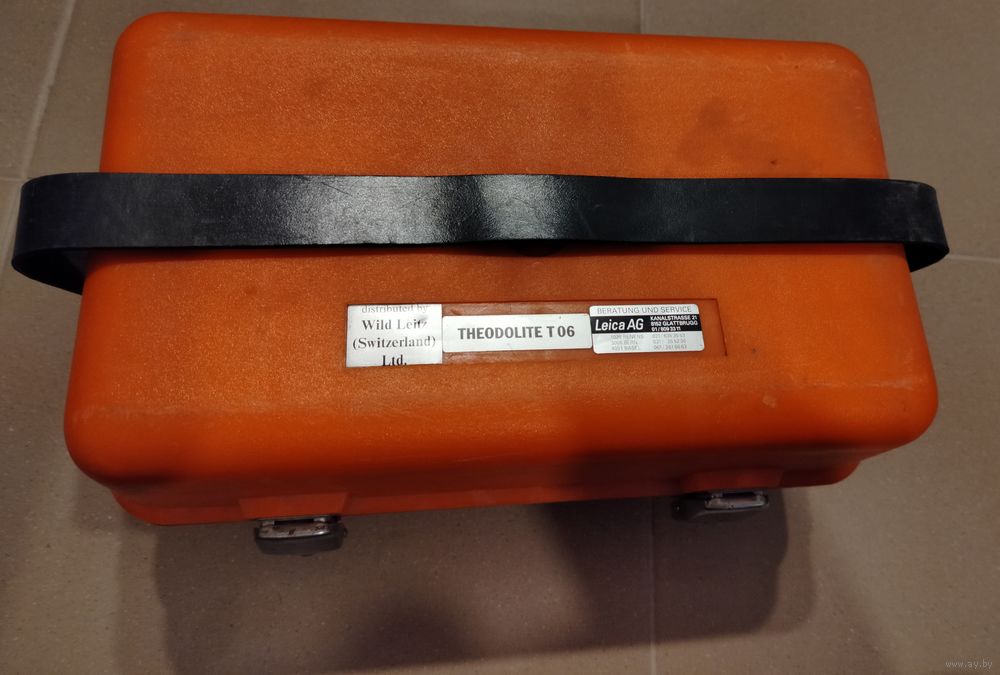 distributed by
Wild Leitz
(Switzerland)
Ltd.
THEODOLITE T 06
BERATUNG UND SERVICE
Leica AG
KANALSTRASSE 21
8152 GLATTBRUGG
01/809 33 11
www.ay.by